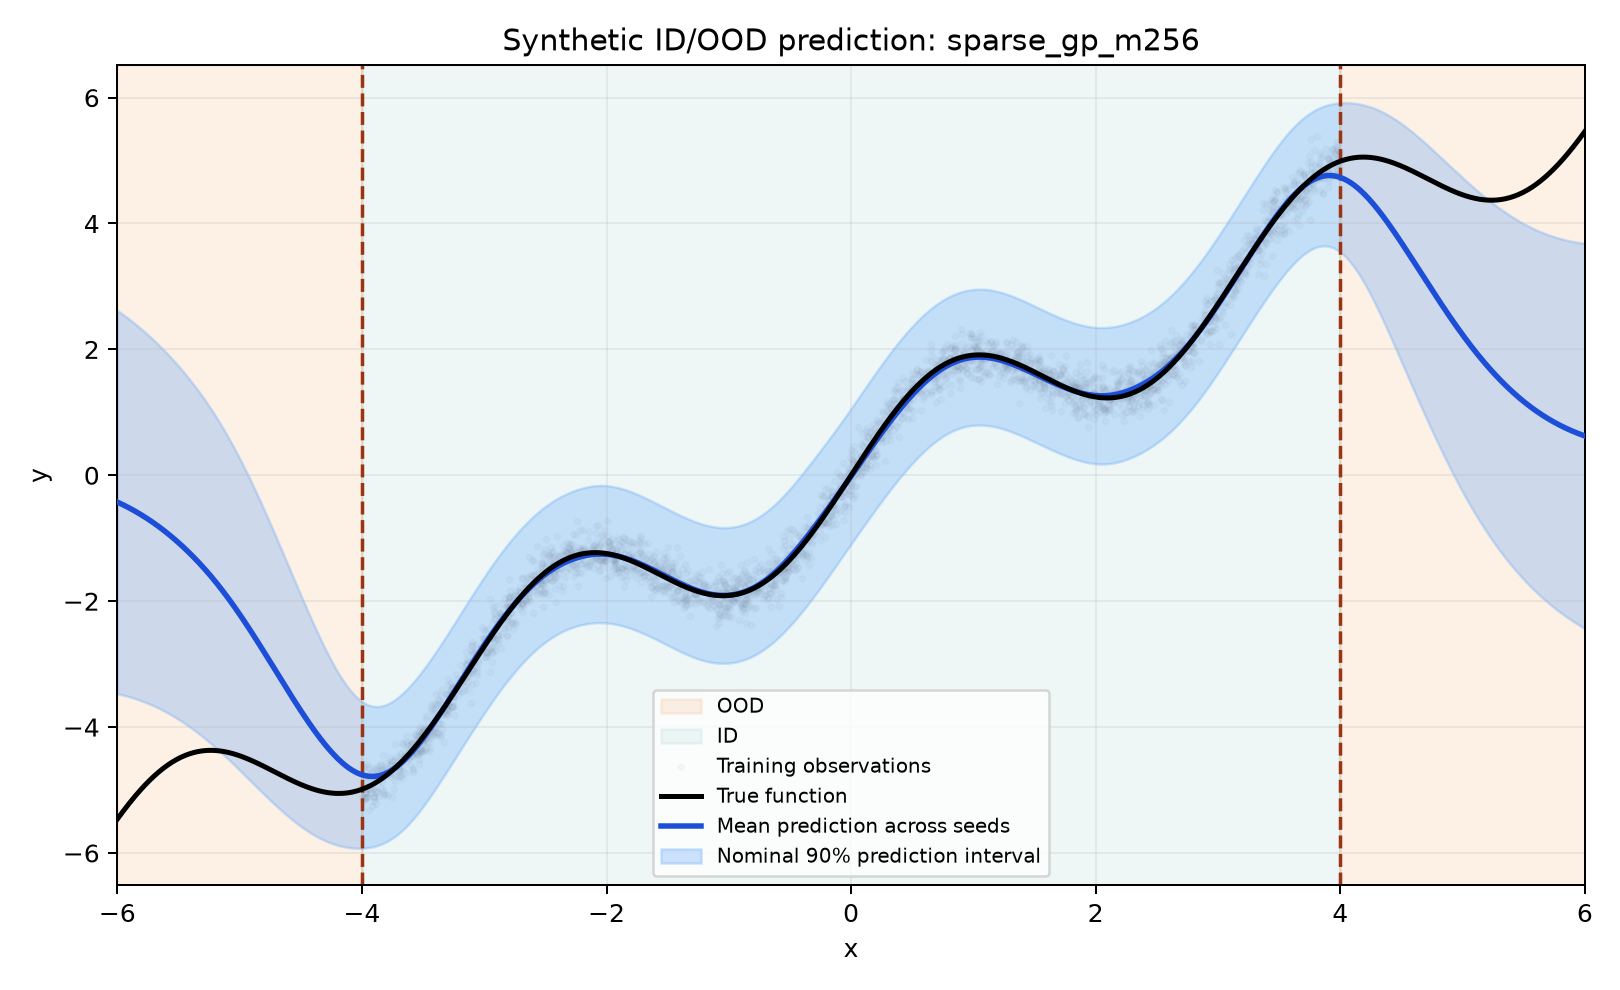 Synthetic ID/OOD prediction: sparse_gp_m256
6
4
2
0
−2
−4
−6
y
OOD
ID
Training observations
True function
Mean prediction across seeds
Nominal 90% prediction interval
−6 −4 −2 0 2 4 6
x